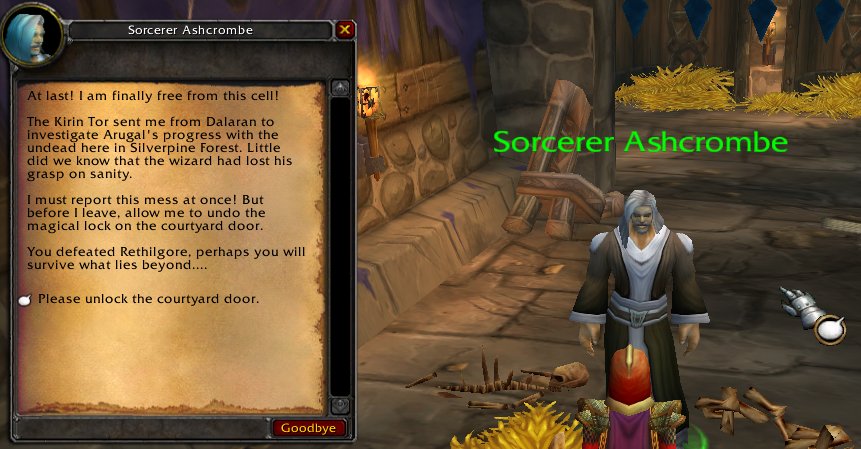 Sorcerer Ashcrombe
At last! I am finally free from this cell!
The Kirin Tor sent me from Dalaran to
investigate Arugal's progress with the
undead here in Silverpine Forest. Little
did we know that the wizard had lost his
grasp on sanity.
I must report this mess at once! But
before I leave, allow me to undo the
magical lock on the courtyard door.
You defeated Rethilgore, perhaps you will
survive what lies beyond....
Please unlock the courtyard door.
Goodbye
Sorcerer Ashcrombe